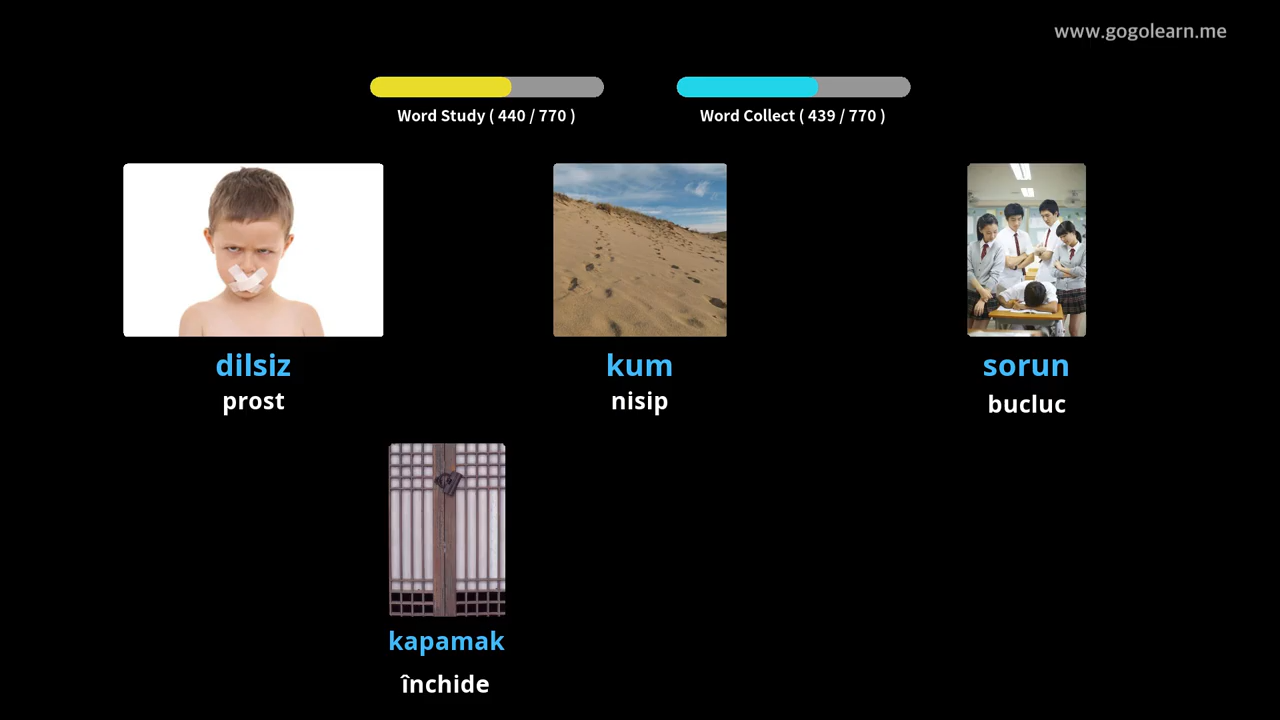 www.gogolearn.me
Word Study ( 440 / 770 )
Word Collect ( 439 / 770 )
dilsiz
prost
kum
nisip
sorun
bucluc
kapamak
închide